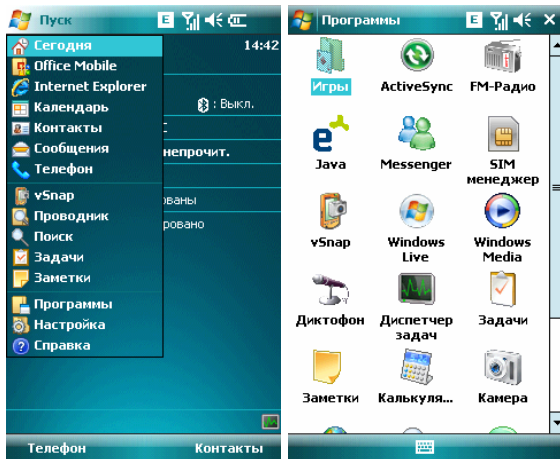 Пуск
E
Сегодня
14:42
Office Mobile
Internet Explorer
Календарь
: Выкл.
Контакты
Сообщения
непрочит.
Телефон
vSnap
ованы
Проводник
ровано
Поиск
Задачи
Заметки
Программы
Настройка
Справка
Телефон
Контакты
Программы
E
Игры
ActiveSync
FM-Радио
Java
Messenger
SIM
менеджер
vSnap
Windows
Live
Windows
Media
Диктофон
Диспетчер
задач
Задачи
Заметки
Калькуля...
Камера